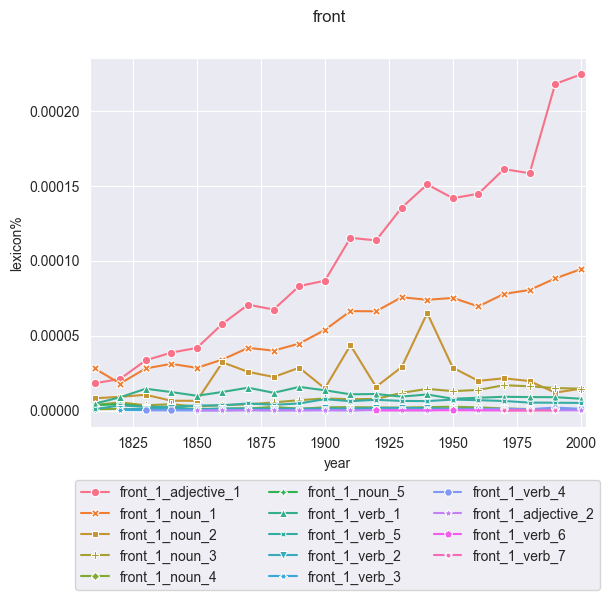 front
0.00020
0.00015
0.00010
0.00005
0.00000
lexicon%
1825 1850 1875 1900 1925 1950 1975 2000
year
front_1_adjective_1 front_1_noun_5 front_1_verb_4
front_1_noun_1 front_1_verb_1 front_1_adjective_2
front_1_noun_2 front_1_verb_5 front_1_verb_6
front_1_noun_3 front_1_verb_2 front_1_verb_7
front_1_noun_4 front_1_verb_3